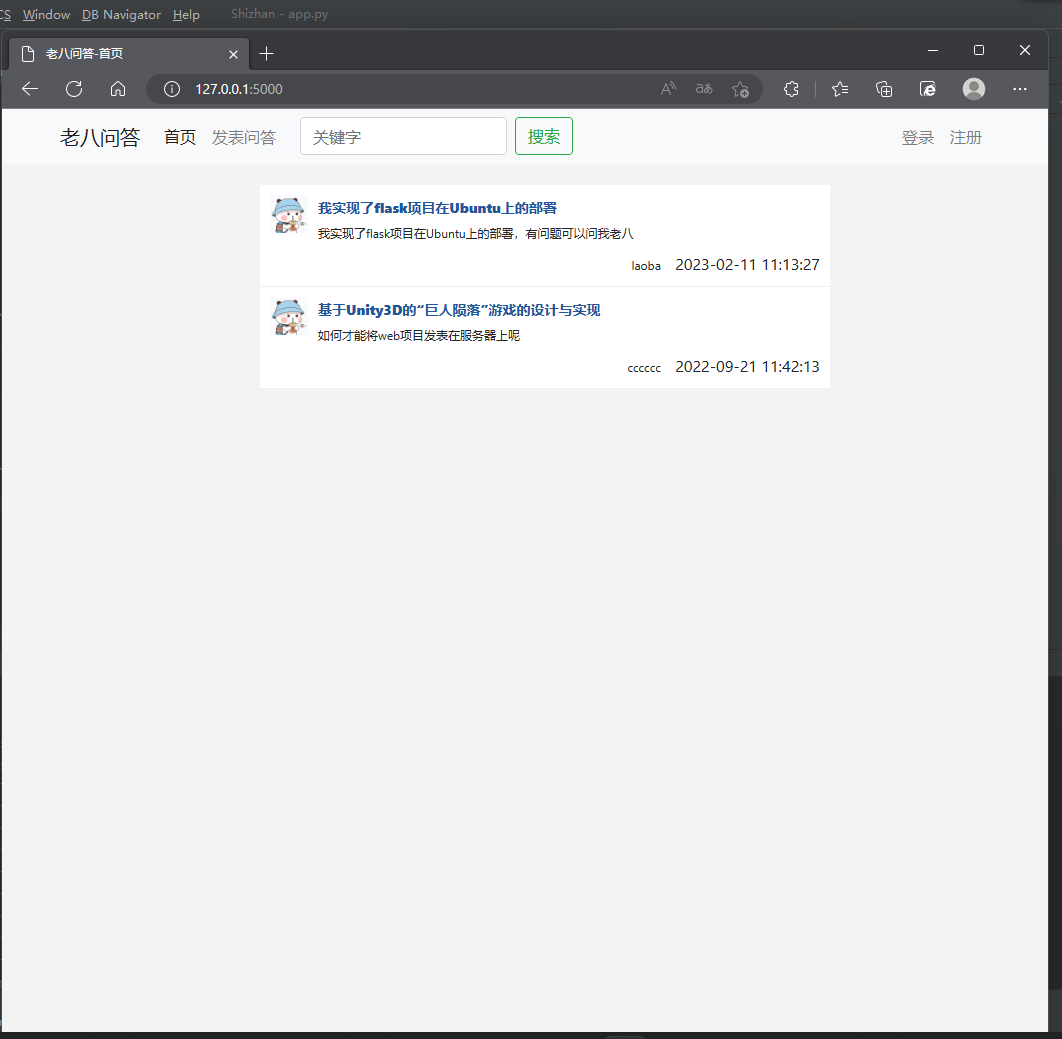 CS Window DB Navigator Help Shizhan - app.py
老八问答-首页
127.0.0.1:5000
老八问答 首页 发表问答 关键字 搜索 登录 注册
我实现了flask项目在Ubuntu上的部署
我实现了flask项目在Ubuntu上的部署，有问题可以问我老八
laoba 2023-02-11 11:13:27
基于Unity3D的“巨人陨落”游戏的设计与实现
如何才能将web项目发表在服务器上呢
cccccc 2022-09-21 11:42:13